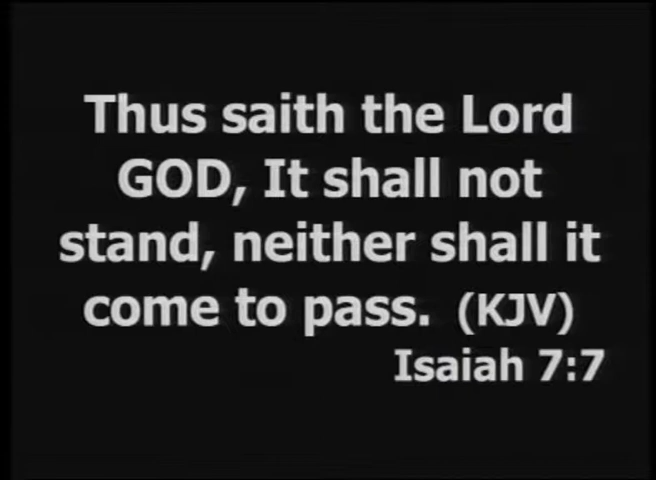 Thus saith the Lord
GOD, It shall not
stand, neither shall it
come to pass. (KJV)
Isaiah 7:7